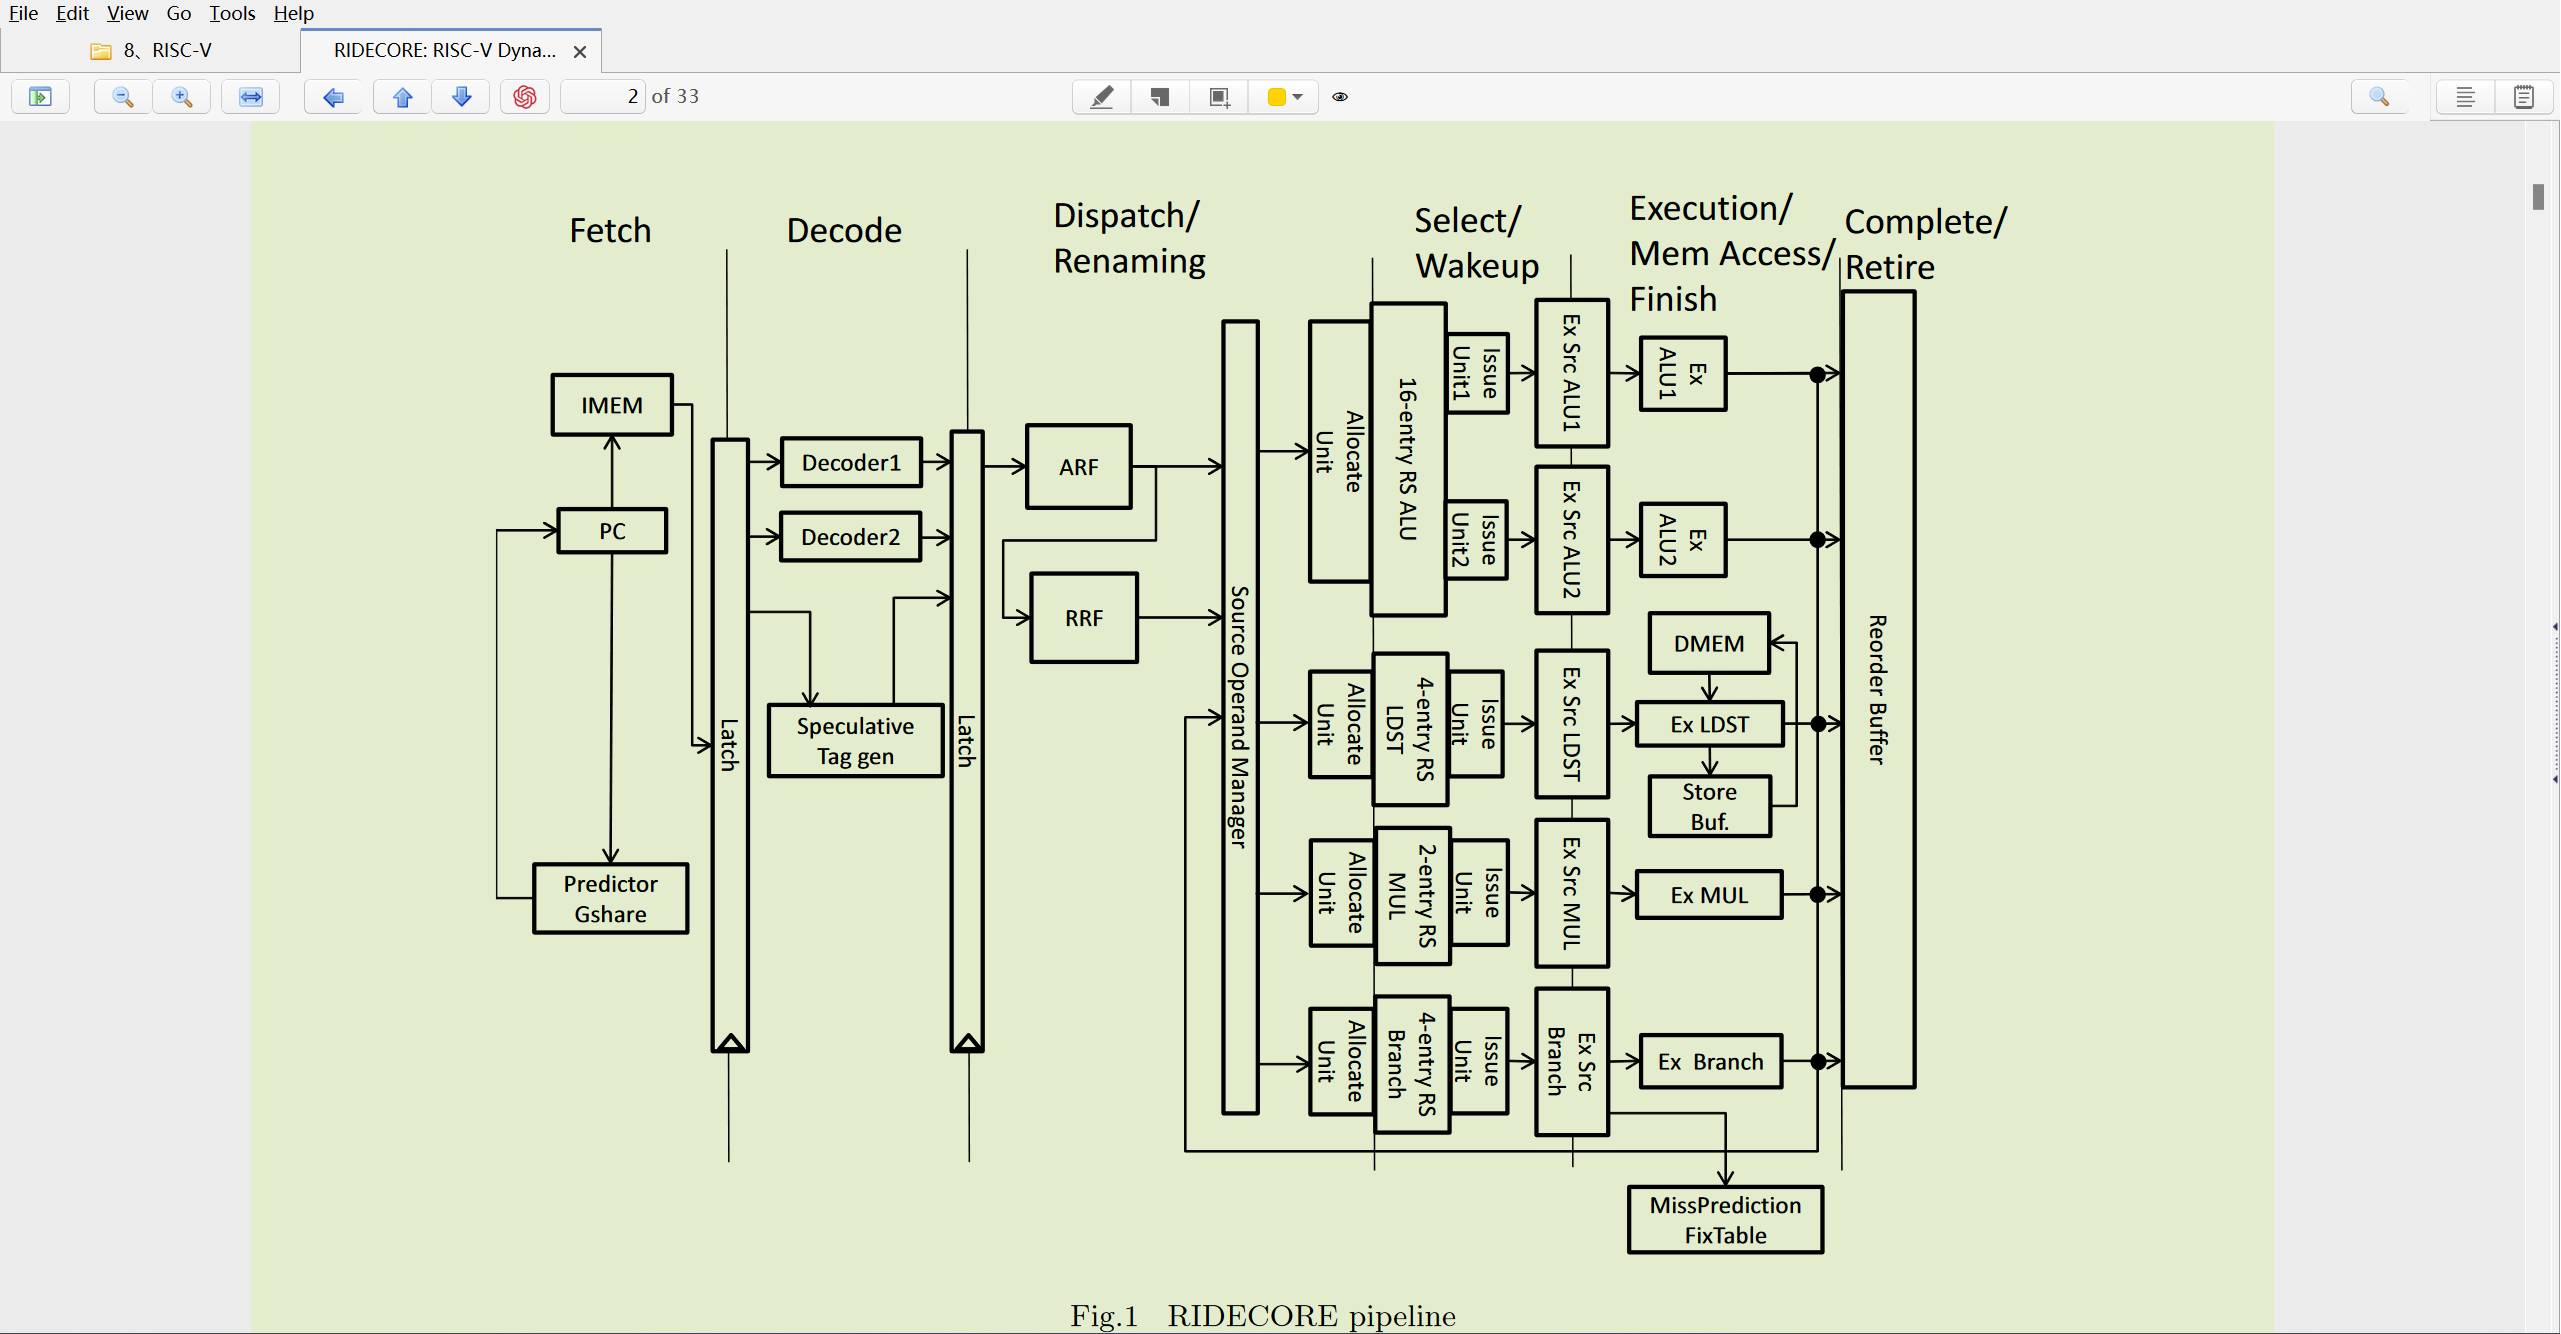 File Edit View Go Tools Help
8、RISC-V
RIDECORE: RISC-V Dyna...
2 of 33
Fetch
Decode
Dispatch/
Renaming
Select/
Wakeup
Execution/
Mem Access/
Finish
Complete/
Retire
IMEM
PC
Predictor
Gshare
Latch
Decoder1
Decoder2
Speculative
Tag gen
Latch
ARF
RRF
Source Operand Manager
Allocate
Unit
16-entry RS ALU
Issue
Unit1
Issue
Unit2
Ex Src ALU1
Ex Src ALU2
Ex
ALU1
Ex
ALU2
Allocate
Unit
4-entry RS
LDST
Issue
Unit
Ex Src LDST
DMEM
Ex LDST
Store
Buf.
Allocate
Unit
2-entry RS
MUL
Issue
Unit
Ex Src MUL
Ex MUL
Allocate
Unit
4-entry RS
Branch
Issue
Unit
Ex Src
Branch
Ex Branch
MissPrediction
FixTable
Reorder Buffer
Fig.1 RIDECORE pipeline